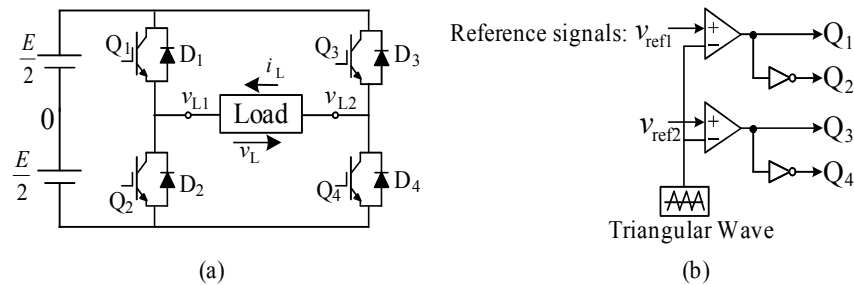 E/2
0
E/2
Q1
D1
Q2
D2
vL1
iL
Load
vL
vL2
Q3
D3
Q4
D4
(a)
Reference signals: vref1
+
−
Q1
Q2
vref2
+
−
Q3
Q4
Triangular Wave
(b)